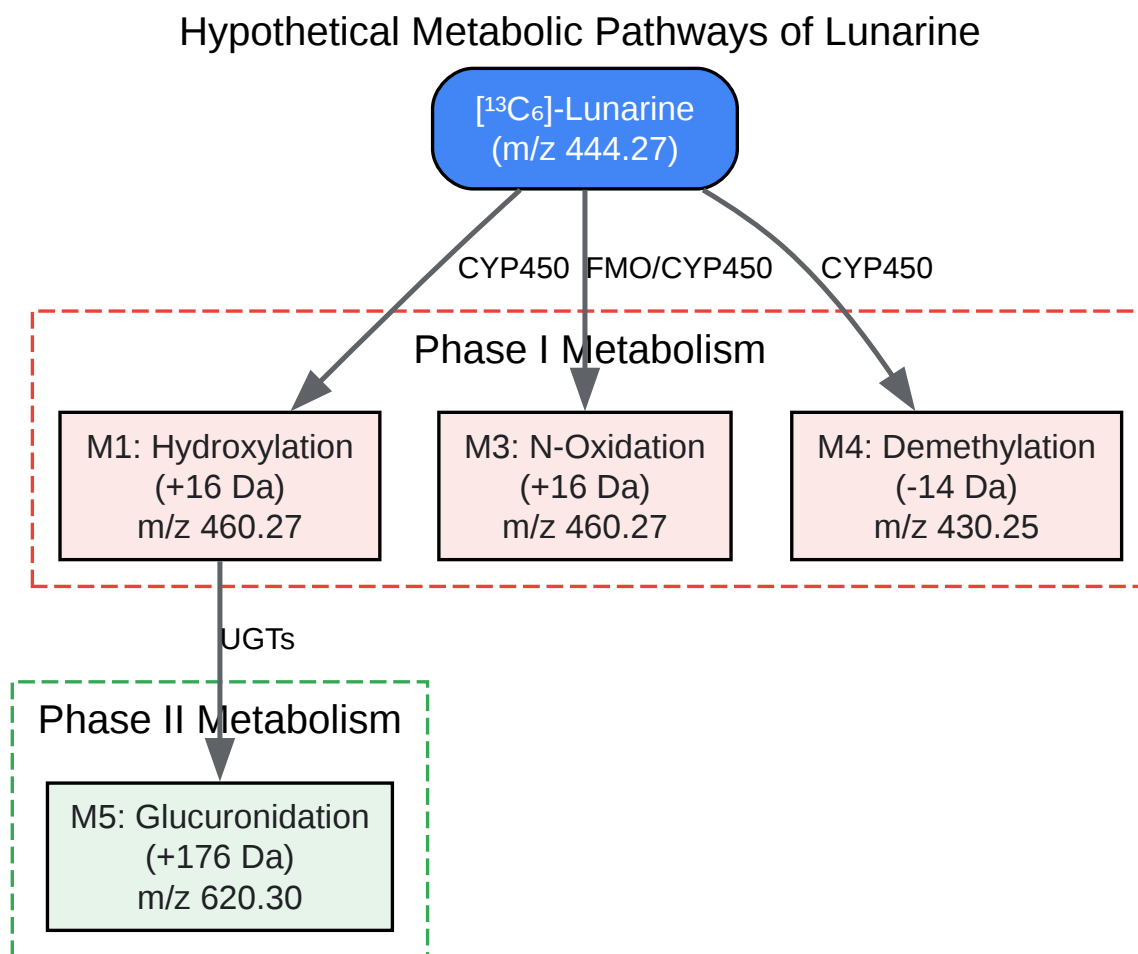 Hypothetical Metabolic Pathways of Lunarine
[¹³C₆]-Lunarine
(m/z 444.27)
CYP450
FMO/CYP450
CYP450
Phase I Metabolism
M1: Hydroxylation
(+16 Da)
m/z 460.27
M3: N-Oxidation
(+16 Da)
m/z 460.27
M4: Demethylation
(-14 Da)
m/z 430.25
UGTs
Phase II Metabolism
M5: Glucuronidation
(+176 Da)
m/z 620.30